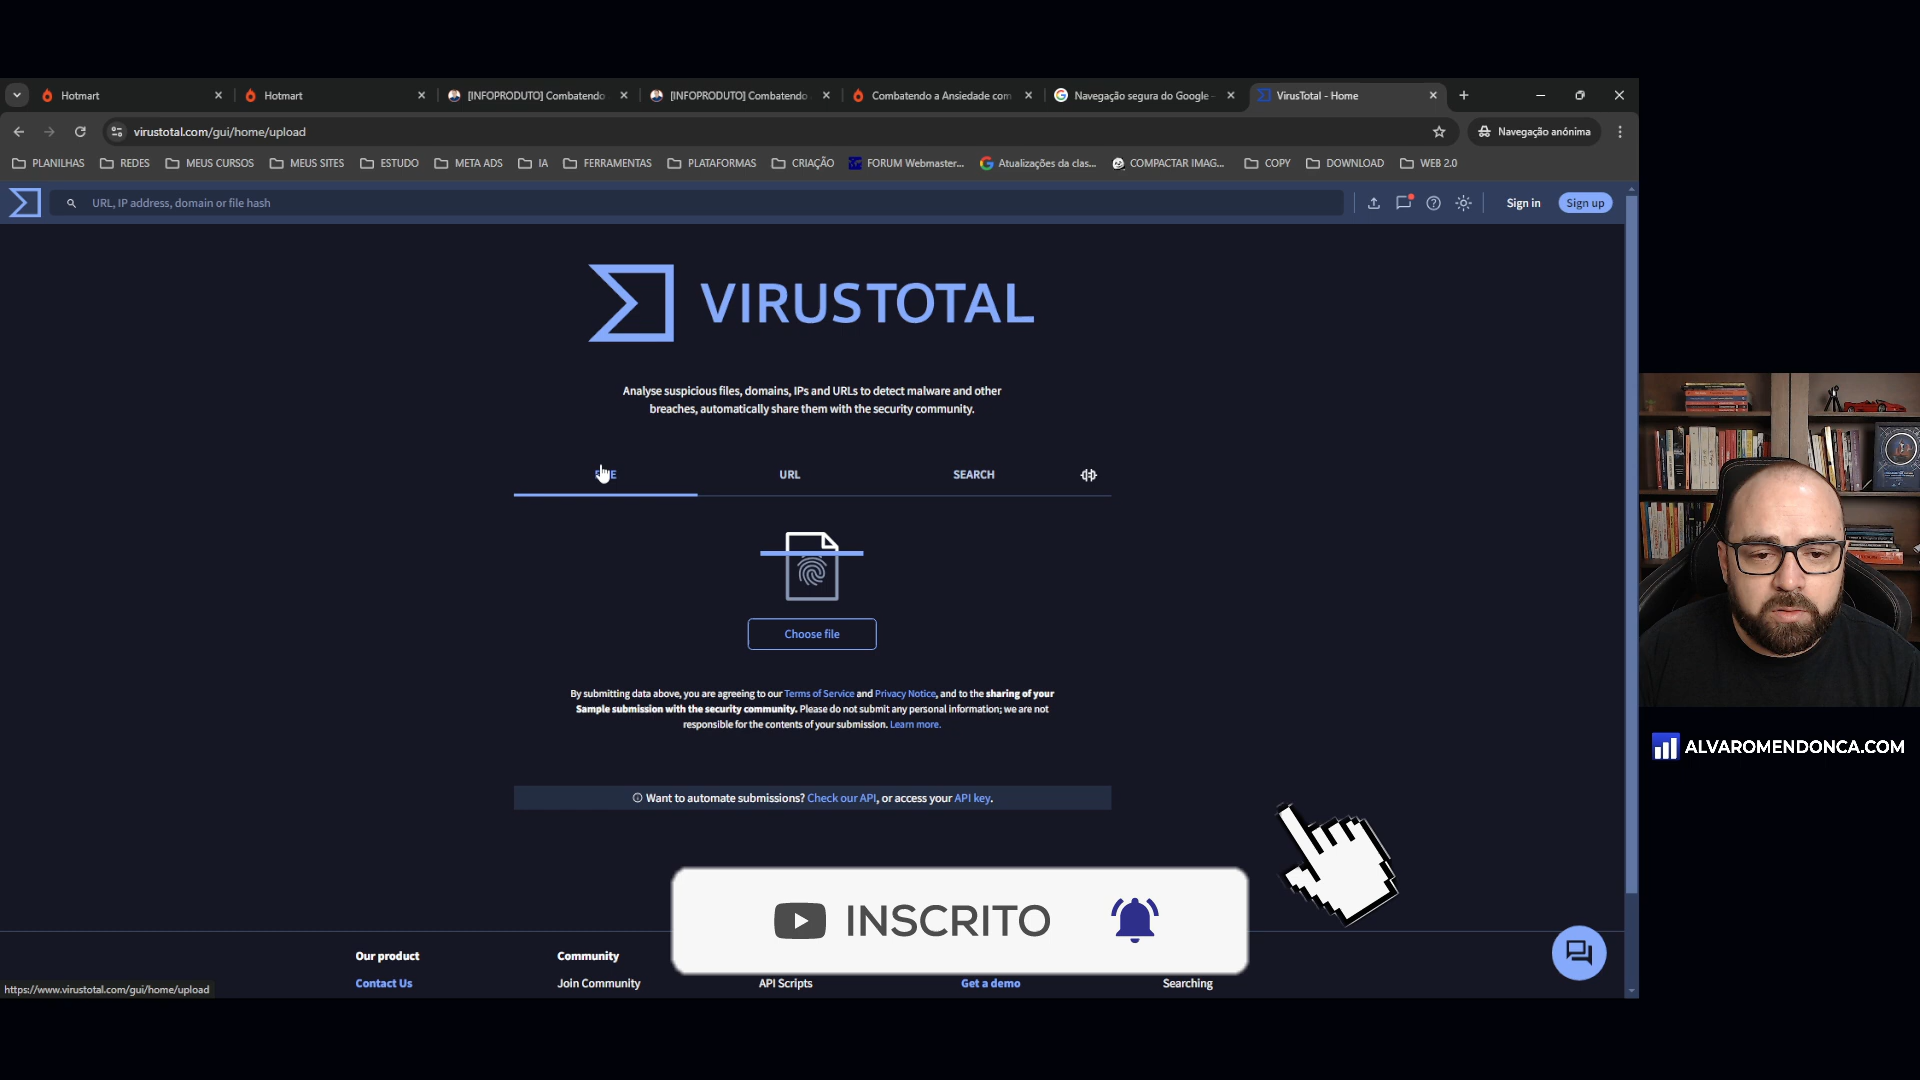 Hotmart
Hotmart
[INFOPRODUTO] Combatendo
[INFOPRODUTO] Combatendo
Combatendo a Ansiedade com
Navegação segura do Google -
VirusTotal - Home
virustotal.com/gui/home/upload
Navegação anónima
PLANILHAS
REDES
MEUS CURSOS
MEUS SITES
ESTUDO
META ADS
IA
FERRAMENTAS
PLATAFORMAS
CRIAÇÃO
FORUM Webmaster...
Atualizações da clas...
COMPACTAR IMAG...
COPY
DOWNLOAD
WEB 2.0
URL, IP address, domain or file hash
Sign in
Sign up
VIRUSTOTAL
Analyse suspicious files, domains, IPs and URLs to detect malware and other
breaches, automatically share them with the security community.
URL
SEARCH
Choose file
By submitting data above, you are agreeing to our Terms of Service and Privacy Notice, and to the sharing of your
Sample submission with the security community. Please do not submit any personal information; we are not
responsible for the contents of your submission. Learn more.
Want to automate submissions? Check our API, or access your API key.
ALVAROMENDONCA.COM
INSCRITO
Our product
Community
Contact Us
Join Community
API Scripts
Get a demo
Searching
https://www.virustotal.com/gui/home/upload